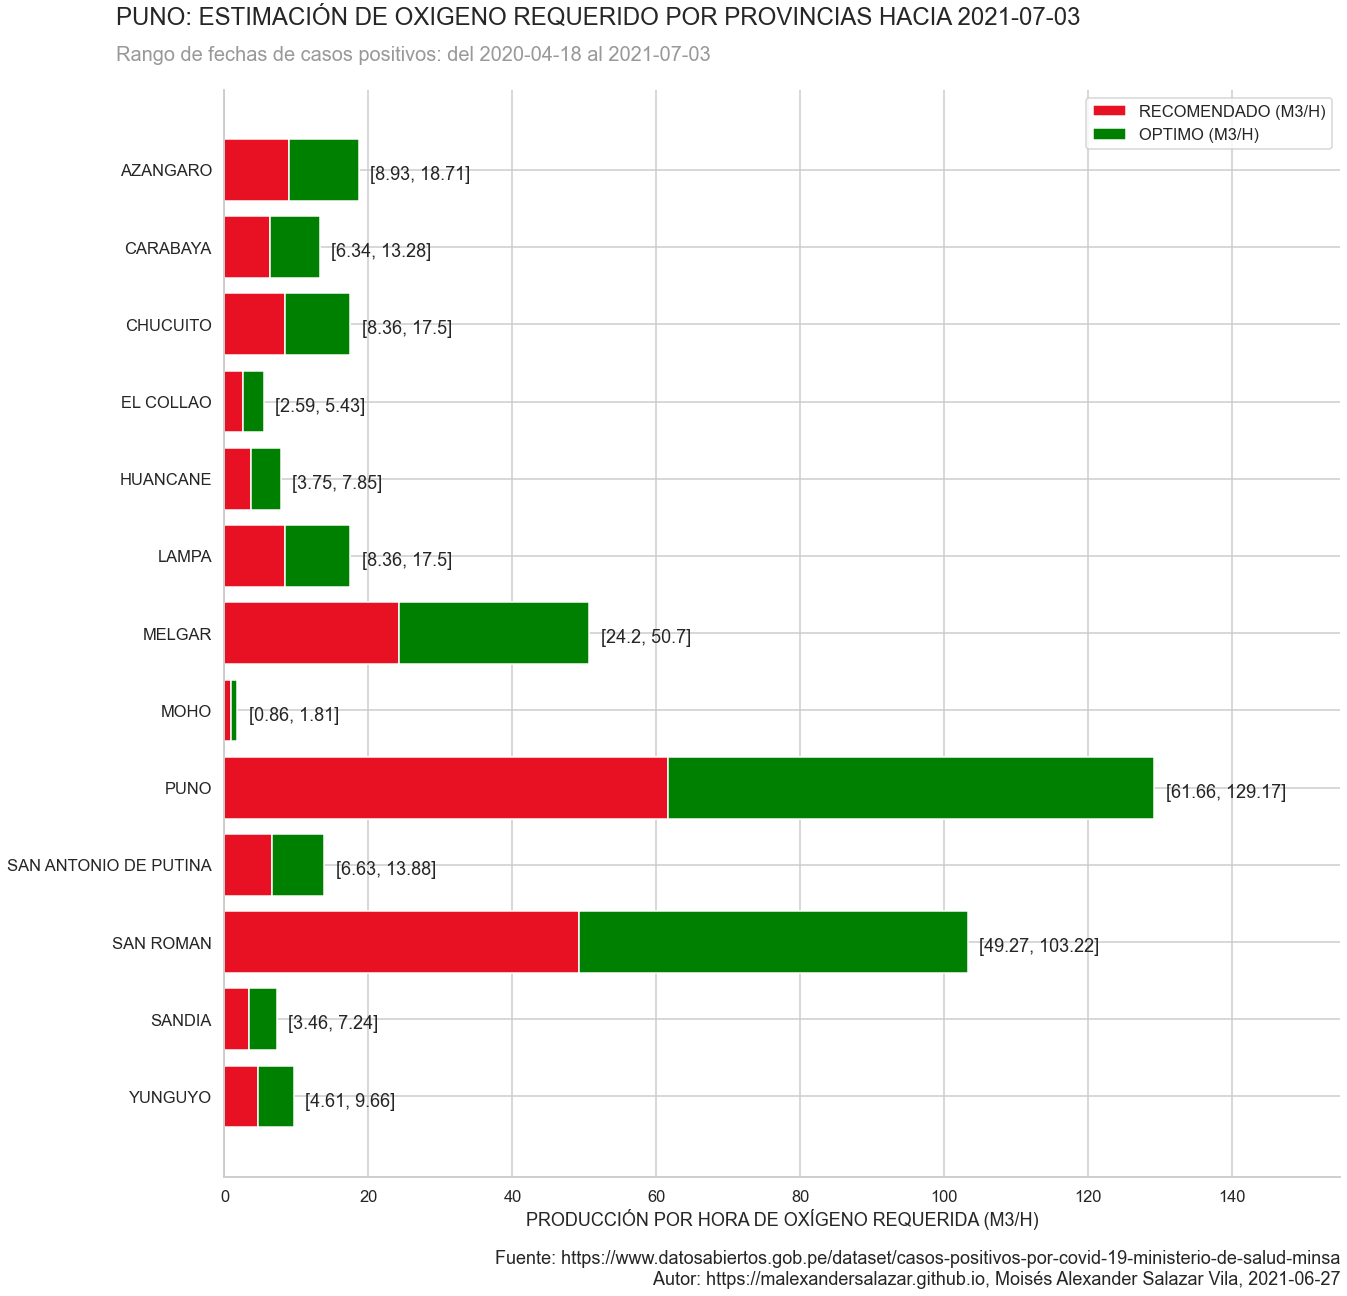 PUNO: ESTIMACIÓN DE OXIGENO REQUERIDO POR PROVINCIAS HACIA 2021-07-03
Rango de fechas de casos positivos: del 2020-04-18 al 2021-07-03
RECOMENDADO (M3/H)
OPTIMO (M3/H)
AZANGARO [8.93, 18.71]
CARABAYA [6.34, 13.28]
CHUCUITO [8.36, 17.5]
EL COLLAO [2.59, 5.43]
HUANCANE [3.75, 7.85]
LAMPA [8.36, 17.5]
MELGAR [24.2, 50.7]
MOHO [0.86, 1.81]
PUNO [61.66, 129.17]
SAN ANTONIO DE PUTINA [6.63, 13.88]
SAN ROMAN [49.27, 103.22]
SANDIA [3.46, 7.24]
YUNGUYO [4.61, 9.66]
0 20 40 60 80 100 120 140
PRODUCCIÓN POR HORA DE OXÍGENO REQUERIDA (M3/H)
Fuente: https://www.datosabiertos.gob.pe/dataset/casos-positivos-por-covid-19-ministerio-de-salud-minsa
Autor: https://malexandersalazar.github.io, Moisés Alexander Salazar Vila, 2021-06-27